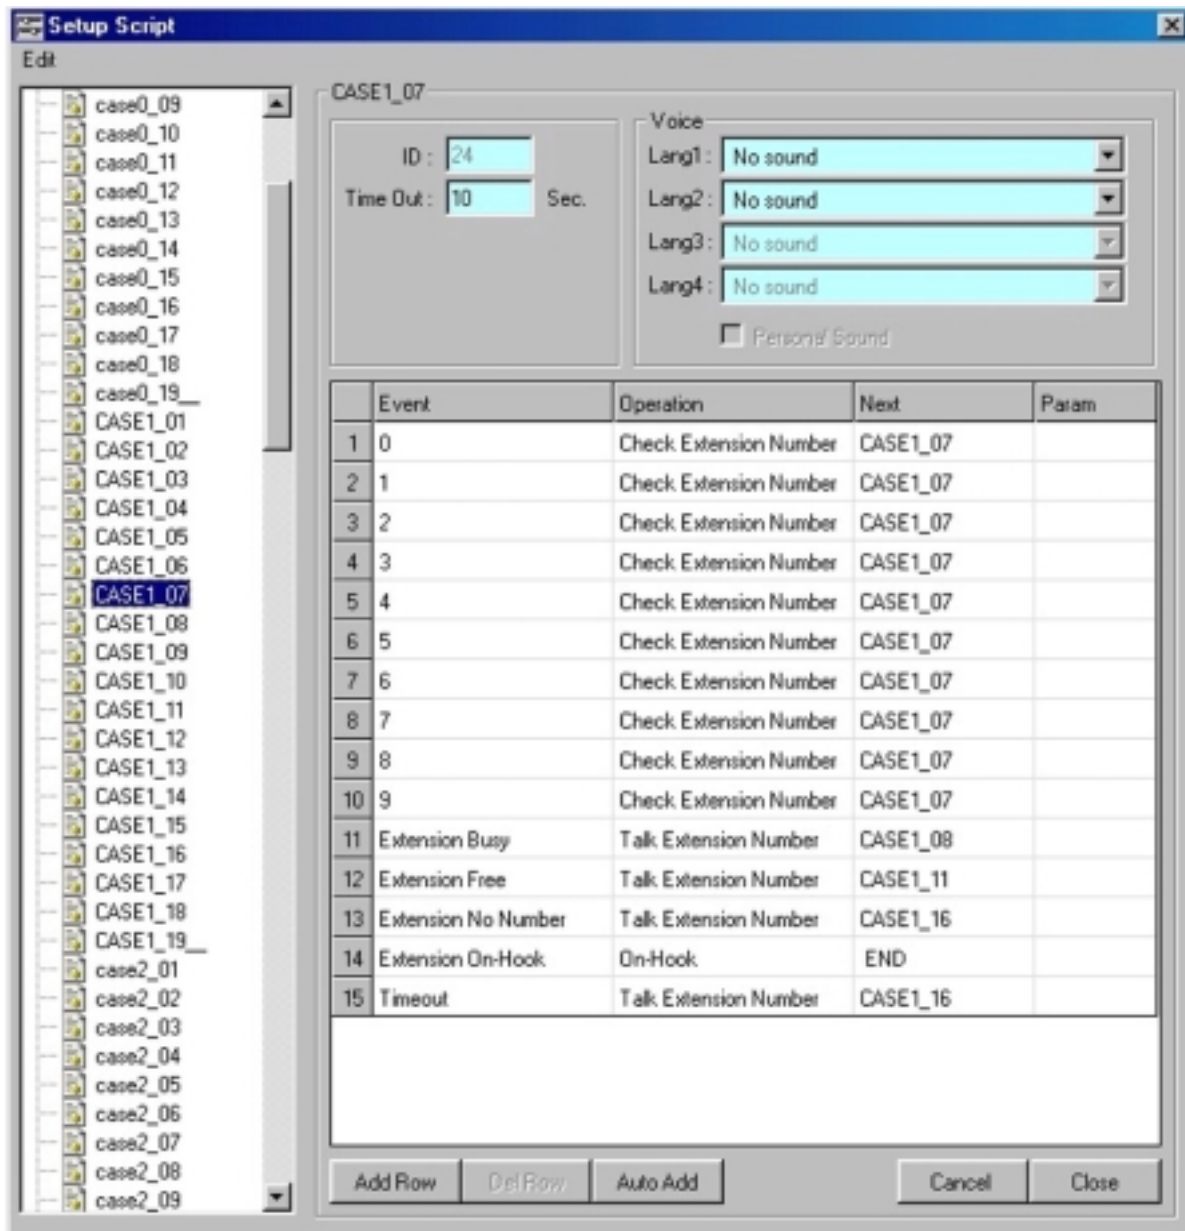 Setup Script
Edit
case0_09
case0_10
case0_11
case0_12
case0_13
case0_14
case0_15
case0_16
case0_17
case0_18
case0_19__
CASE1_01
CASE1_02
CASE1_03
CASE1_04
CASE1_05
CASE1_06
CASE1_07
CASE1_08
CASE1_09
CASE1_10
CASE1_11
CASE1_12
CASE1_13
CASE1_14
CASE1_15
CASE1_16
CASE1_17
CASE1_18
CASE1_19__
case2_01
case2_02
case2_03
case2_04
case2_05
case2_06
case2_07
case2_08
case2_09
CASE1_07
ID : 24
Time Out : 10 Sec.
Voice
Lang1 : No sound
Lang2 : No sound
Lang3 : No sound
Lang4 : No sound
Personal Sound
Event Operation Next Param
1 0 Check Extension Number CASE1_07
2 1 Check Extension Number CASE1_07
3 2 Check Extension Number CASE1_07
4 3 Check Extension Number CASE1_07
5 4 Check Extension Number CASE1_07
6 5 Check Extension Number CASE1_07
7 6 Check Extension Number CASE1_07
8 7 Check Extension Number CASE1_07
9 8 Check Extension Number CASE1_07
10 9 Check Extension Number CASE1_07
11 Extension Busy Talk Extension Number CASE1_08
12 Extension Free Talk Extension Number CASE1_11
13 Extension No Number Talk Extension Number CASE1_16
14 Extension On-Hook On-Hook END
15 Timeout Talk Extension Number CASE1_16
Add Row Del Row Auto Add Cancel Close